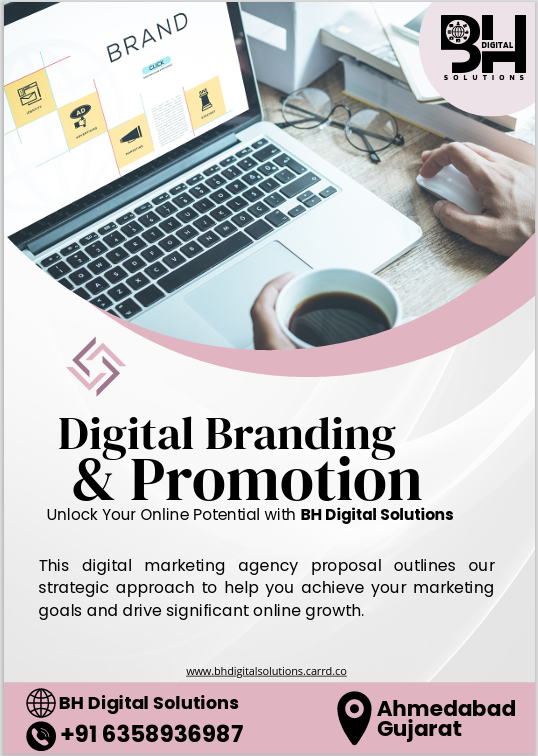 BRAND
CLICK
AD
BH
DIGITAL
SOLUTIONS
Digital Branding
& Promotion
Unlock Your Online Potential with BH Digital Solutions
This digital marketing agency proposal outlines our
strategic approach to help you achieve your marketing
goals and drive significant online growth.
www.bhdigitalsolutions.carrd.co
BH Digital Solutions
+91 6358936987
Ahmedabad
Gujarat